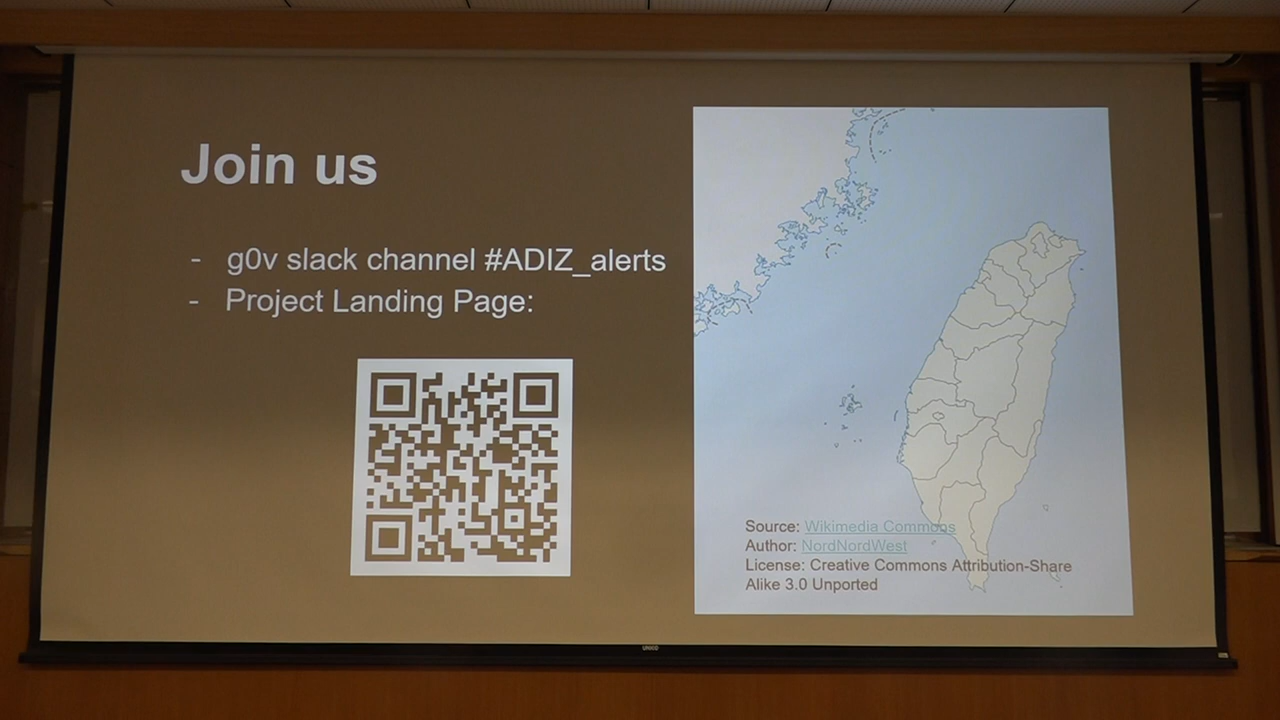 Join us
- g0v slack channel #ADIZ_alerts
- Project Landing Page:
Source: Wikimedia Commons
Author: NordNordWest
License: Creative Commons Attribution-Share
Alike 3.0 Unported